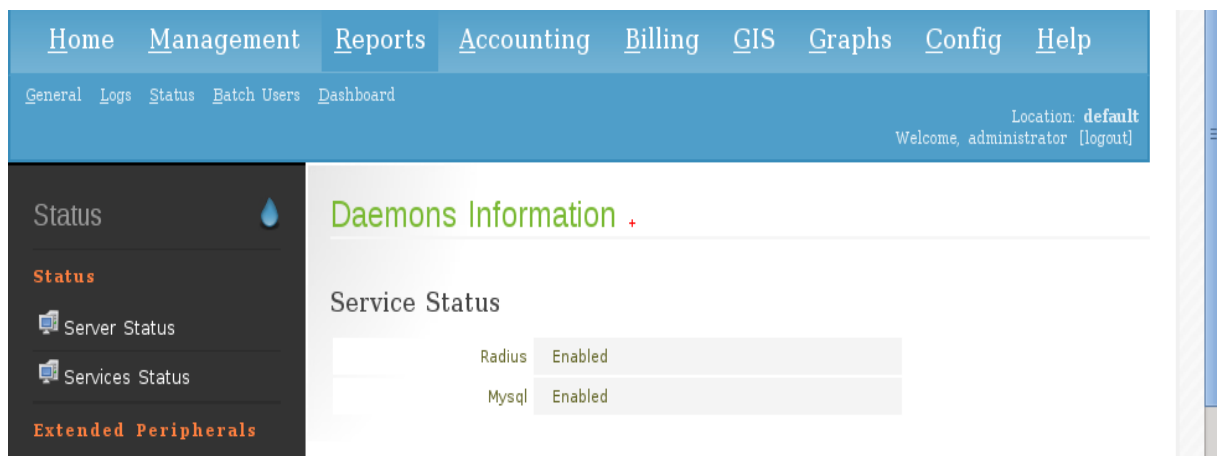 Home Management Reports Accounting Billing GIS Graphs Config Help
General Logs Status Batch Users Dashboard
Location: default
Welcome, administrator [logout]
Status
Status
Server Status
Services Status
Extended Peripherals
Daemons Information +
Service Status
Radius Enabled
Mysql Enabled